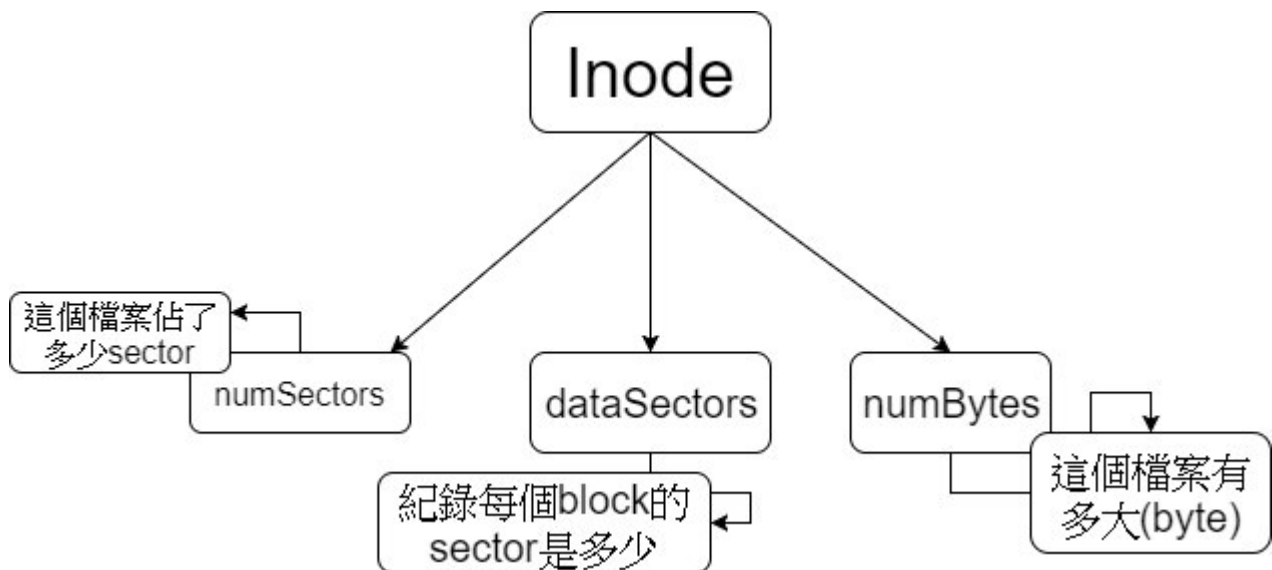 Inode
這個檔案佔了
多少sector
numSectors
dataSectors
numBytes
紀錄每個block的
sector是多少
這個檔案有
多大(byte)